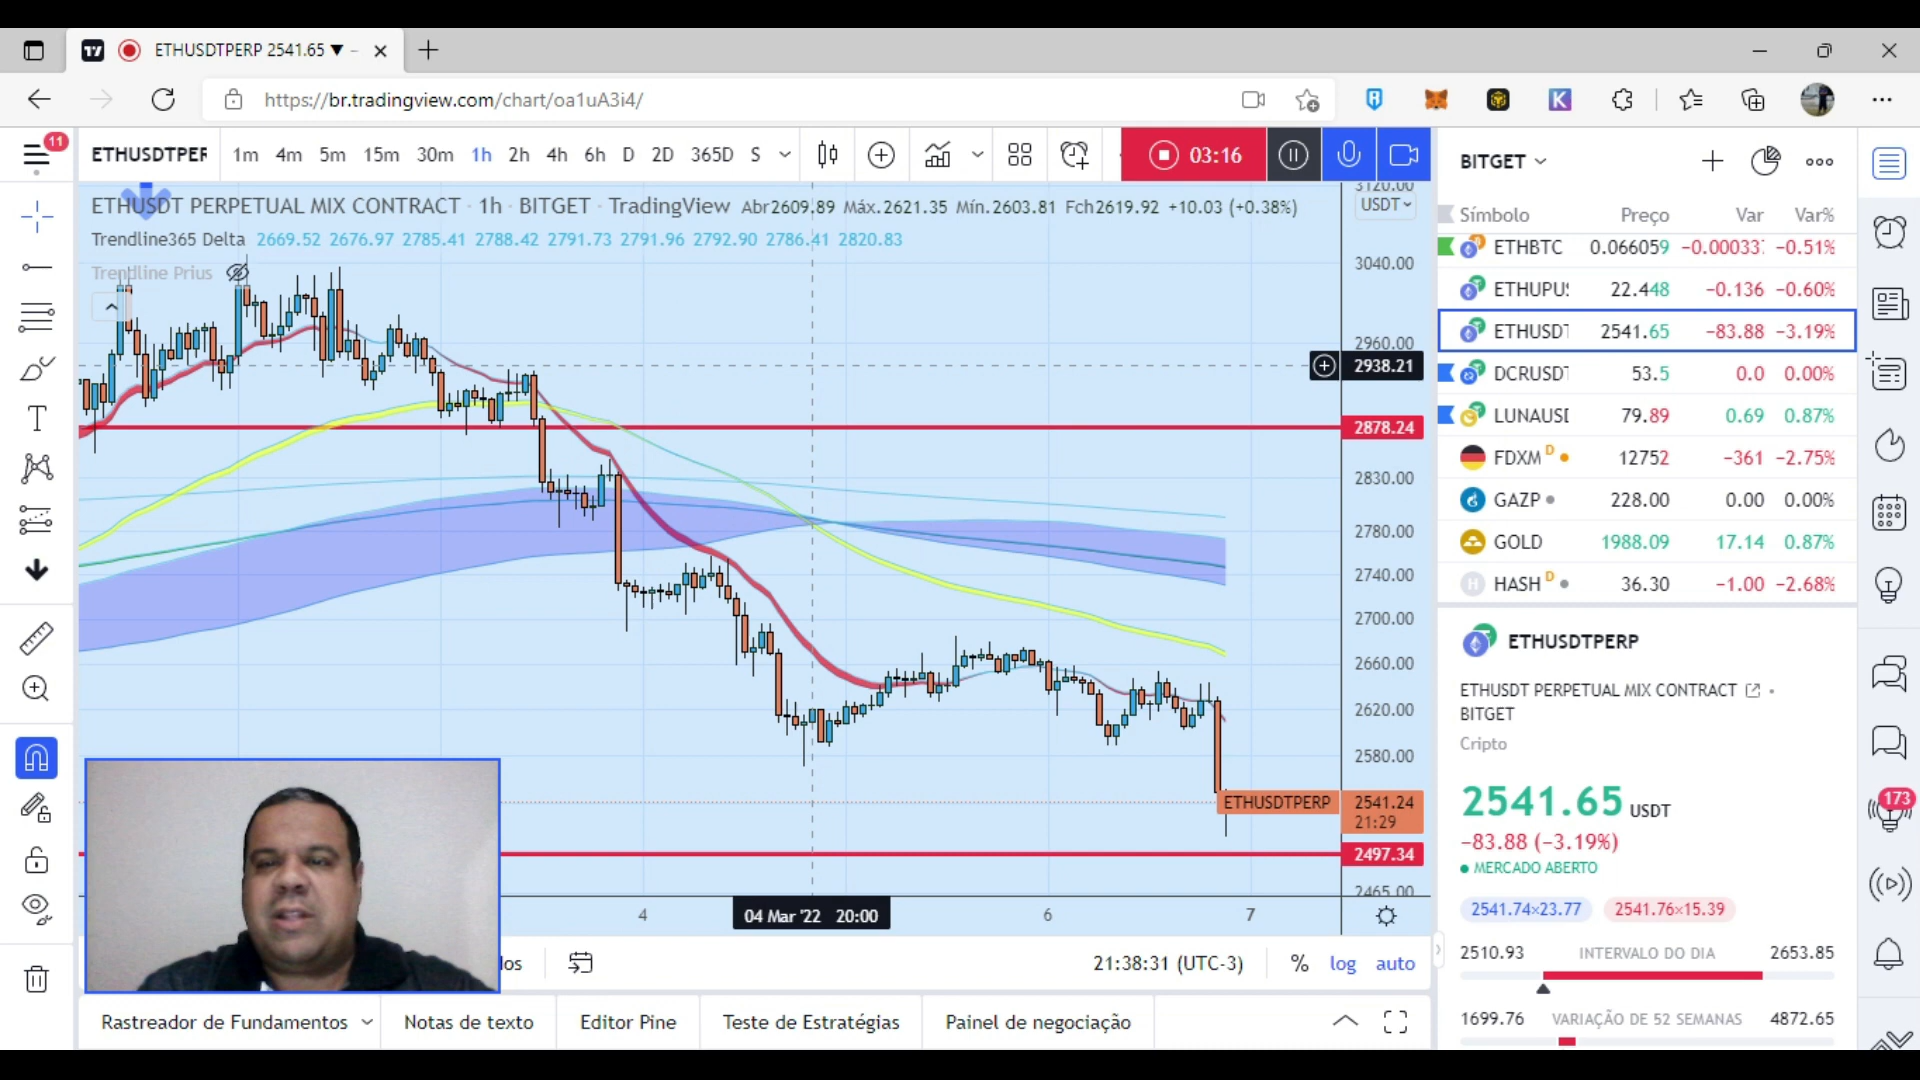 ETHUSDTPERP 2541.65 ▼ –
https://br.tradingview.com/chart/oa1uA3i4/
11
ETHUSDTPER 1m 4m 5m 15m 30m 1h 2h 4h 6h D 2D 365D S
03:16
BITGET
ETHUSDT PERPETUAL MIX CONTRACT · 1h · BITGET · TradingView Abr2609.89 Máx.2621.35 Mín.2603.81 Fch2619.92 +10.03 (+0.38%)
Trendline365 Delta 2669.52 2676.97 2785.41 2788.42 2791.73 2791.96 2792.90 2786.41 2820.83
Trendline Prius
3120.00
USDT
3040.00
2960.00
2938.21
2878.24
2830.00
2780.00
2740.00
2700.00
2660.00
2620.00
2580.00
ETHUSDTPERP 2541.24
21:29
2497.34
2465.00
4 04 Mar '22 20:00 6 7
los
21:38:31 (UTC-3) % log auto
Rastreador de Fundamentos Notas de texto Editor Pine Teste de Estratégias Painel de negociação
Símbolo Preço Var Var%
ETHBTC 0.066059 −0.00033 −0.51%
ETHUPU 22.448 −0.136 −0.60%
ETHUSDT 2541.65 −83.88 −3.19%
DCRUSDT 53.5 0.0 0.00%
LUNAUSD 79.89 0.69 0.87%
FDXM D 12752 −361 −2.75%
GAZP 228.00 0.00 0.00%
GOLD 1988.09 17.14 0.87%
H HASH D 36.30 −1.00 −2.68%
ETHUSDTPERP
ETHUSDT PERPETUAL MIX CONTRACT
BITGET
Cripto
2541.65 USDT
−83.88 (−3.19%)
MERCADO ABERTO
2541.74×23.77 2541.76×15.39
2510.93 INTERVALO DO DIA 2653.85
1699.76 VARIAÇÃO DE 52 SEMANAS 4872.65
173